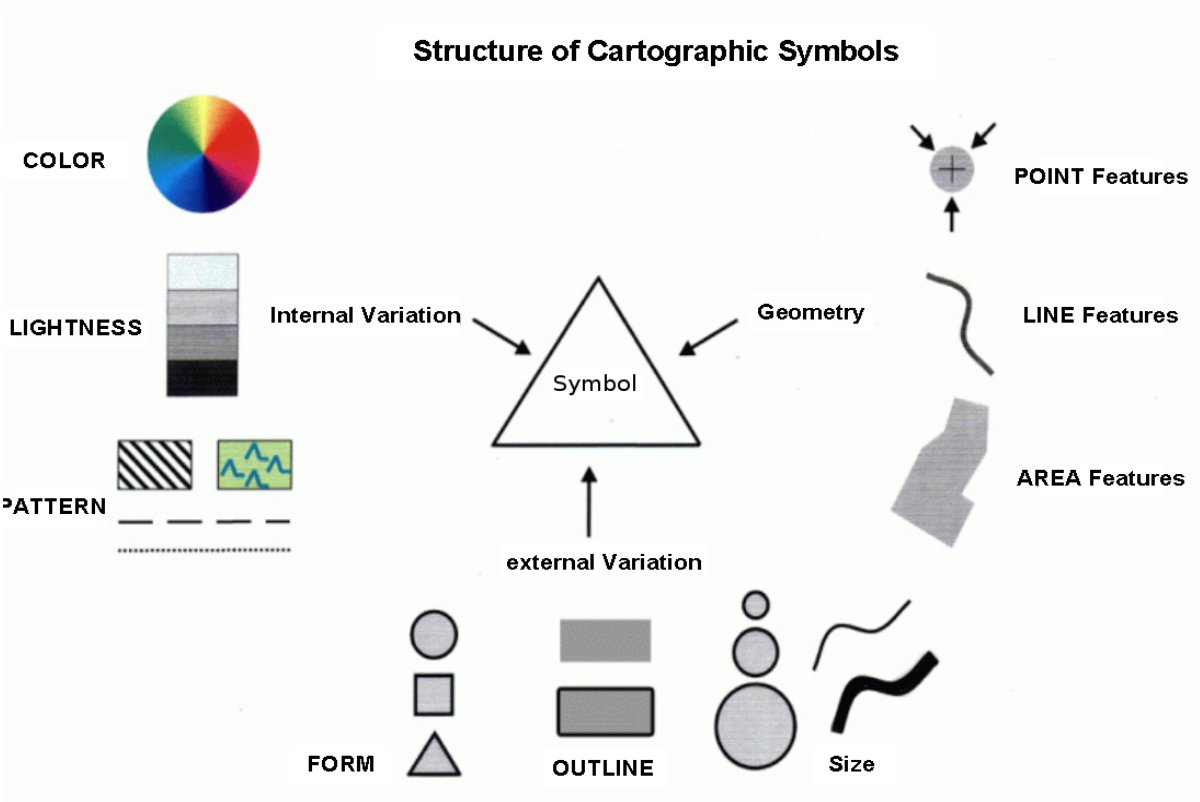 Structure of Cartographic Symbols
COLOR
POINT Features
LIGHTNESS
Internal Variation
Geometry
LINE Features
Symbol
PATTERN
AREA Features
external Variation
FORM
OUTLINE
Size